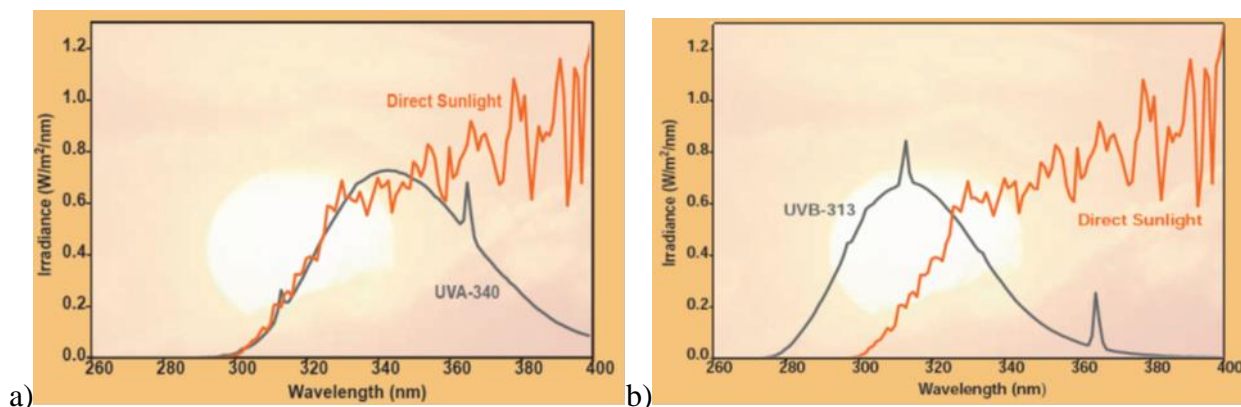 a)
1.2
1.0
0.8
0.6
0.4
0.2
0.0
Irradiance (W/m²/nm)
Direct Sunlight
UVA-340
260 280 300 320 340 360 380 400
Wavelength (nm)
b)
1.2
1.0
0.8
0.6
0.4
0.2
0.0
Irradiance (W/m²/nm)
UVB-313
Direct Sunlight
260 280 300 320 340 360 380 400
Wavelength (nm)